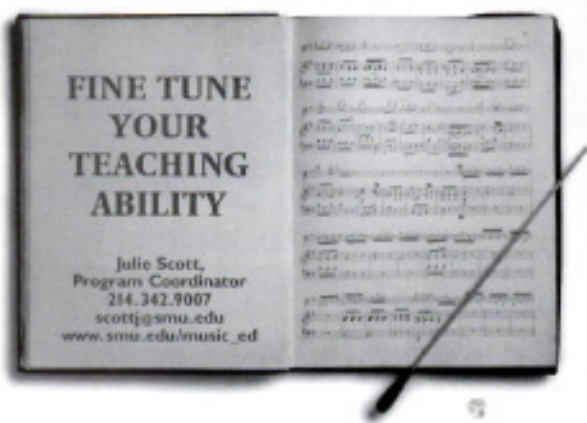 FINE TUNE
YOUR
TEACHING
ABILITY
Julie Scott,
Program Coordinator
214.342.9007
scottj@smu.edu
www.smu.edu/music_ed